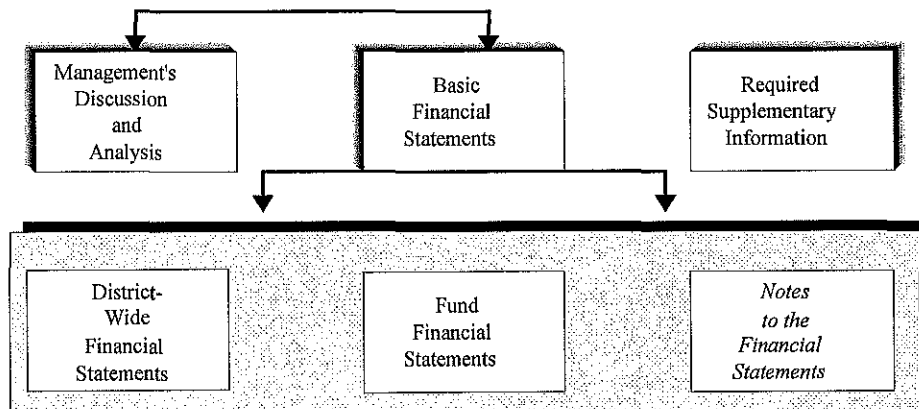 Management's
Discussion
and
Analysis
Basic
Financial
Statements
Required
Supplementary
Information
District-
Wide
Financial
Statements
Fund
Financial
Statements
Notes
to the
Financial
Statements